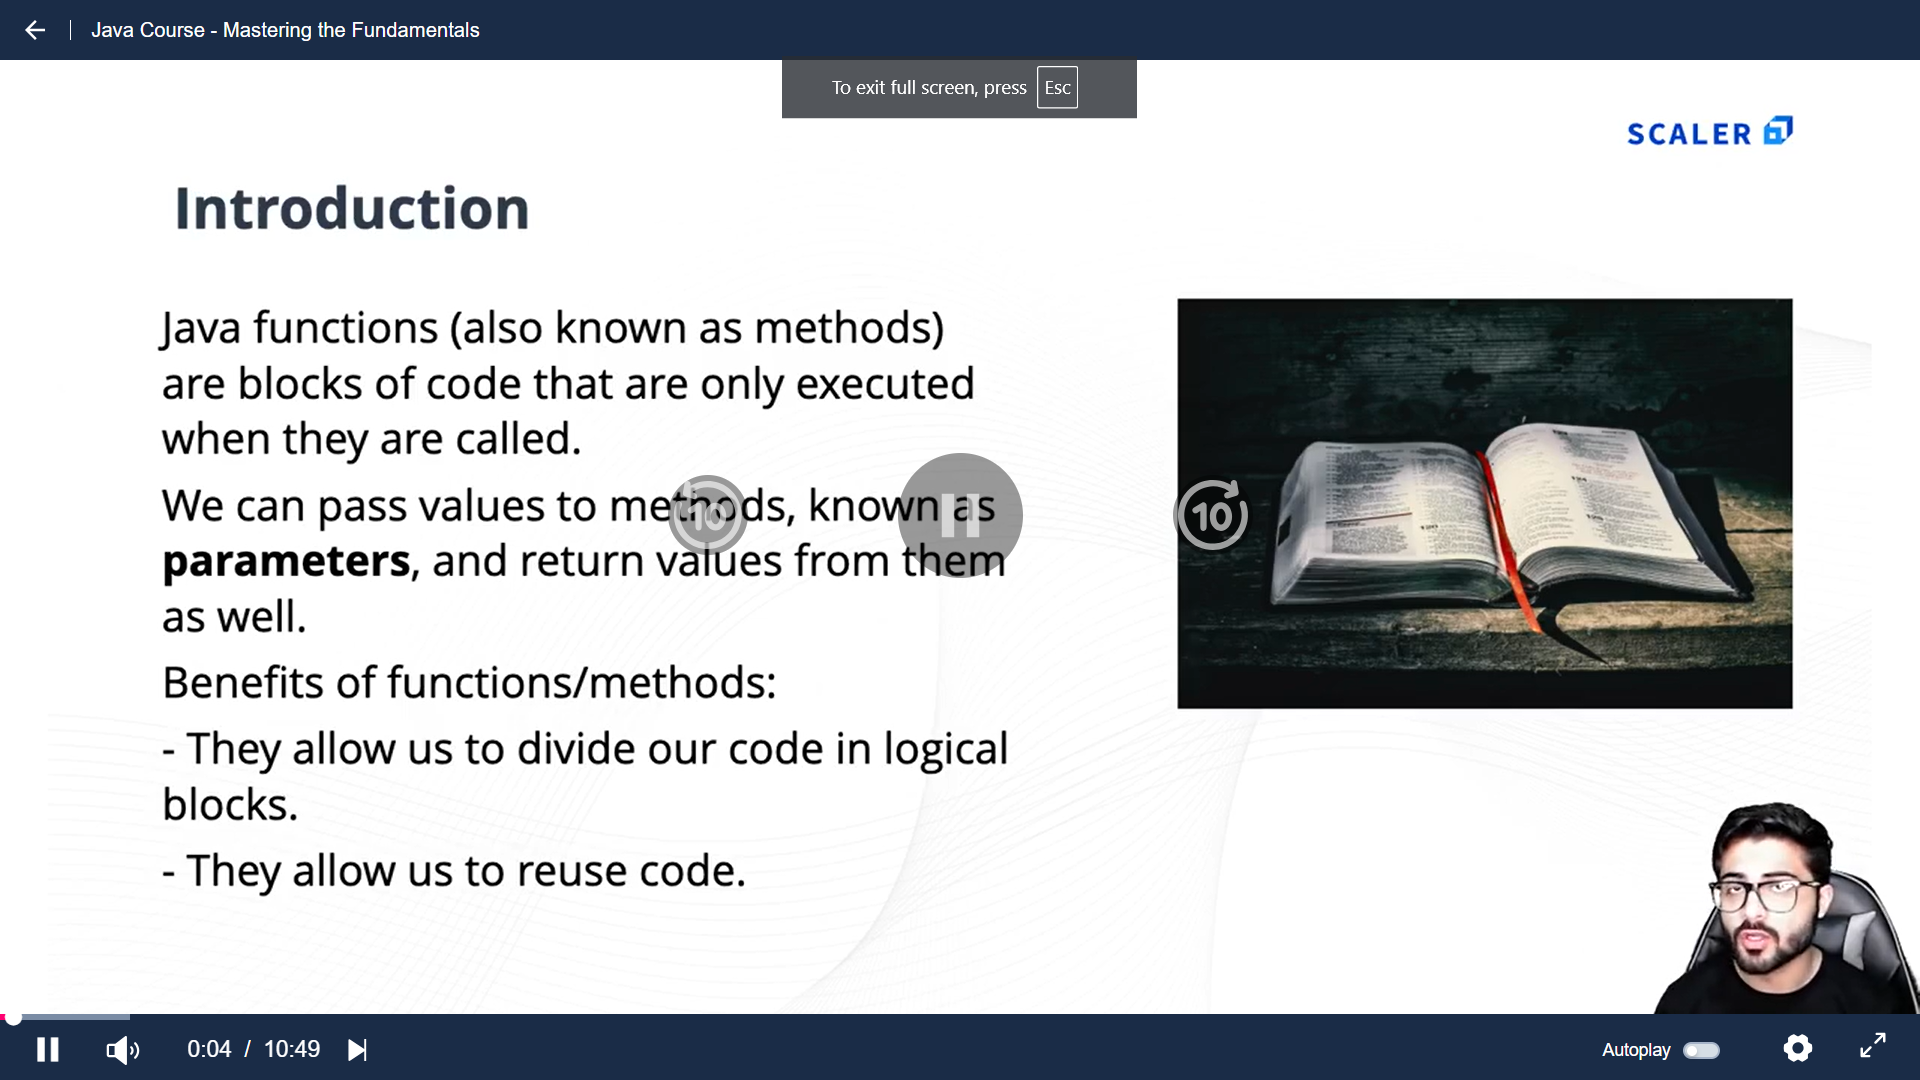 Java Course - Mastering the Fundamentals
To exit full screen, press Esc
SCALER
Introduction
Java functions (also known as methods)
are blocks of code that are only executed
when they are called.
We can pass values to methods, known as
parameters, and return values from them
as well.
Benefits of functions/methods:
- They allow us to divide our code in logical
blocks.
- They allow us to reuse code.
10
10
0:04 / 10:49
Autoplay